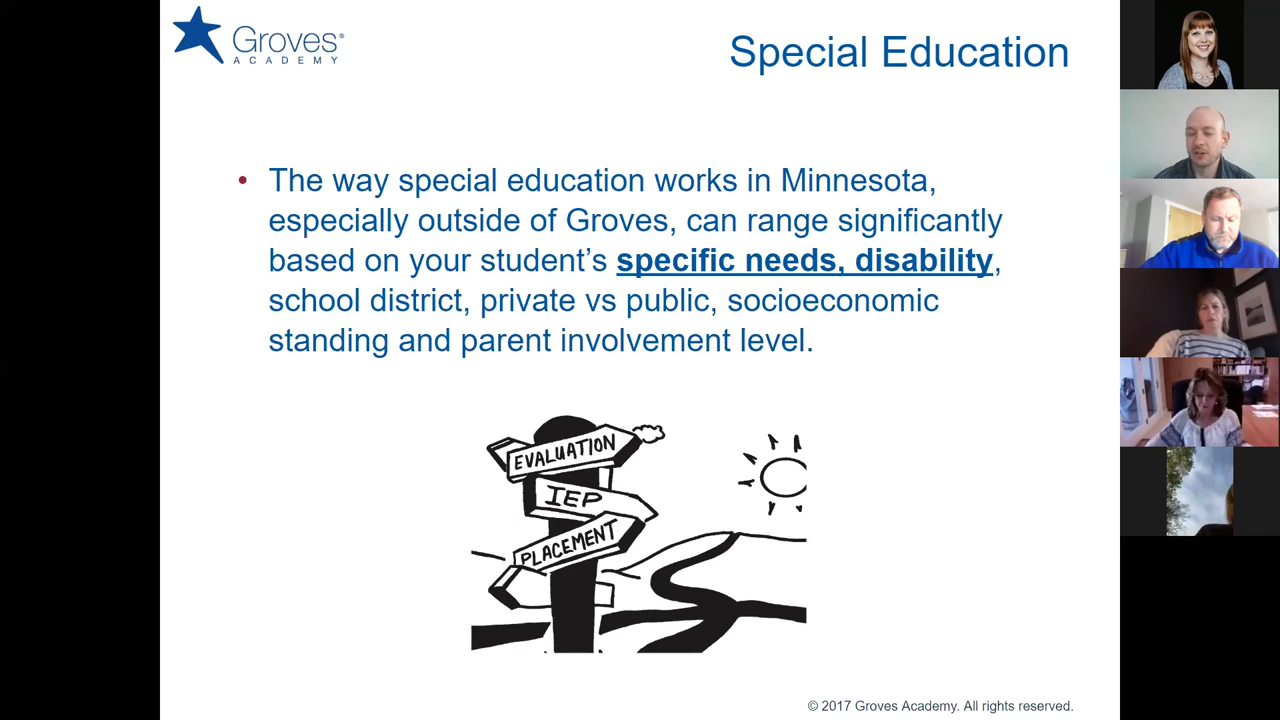 Groves®
ACADEMY
Special Education
• The way special education works in Minnesota,
especially outside of Groves, can range significantly
based on your student’s specific needs, disability,
school district, private vs public, socioeconomic
standing and parent involvement level.
EVALUATION
IEP
PLACEMENT
© 2017 Groves Academy. All rights reserved.